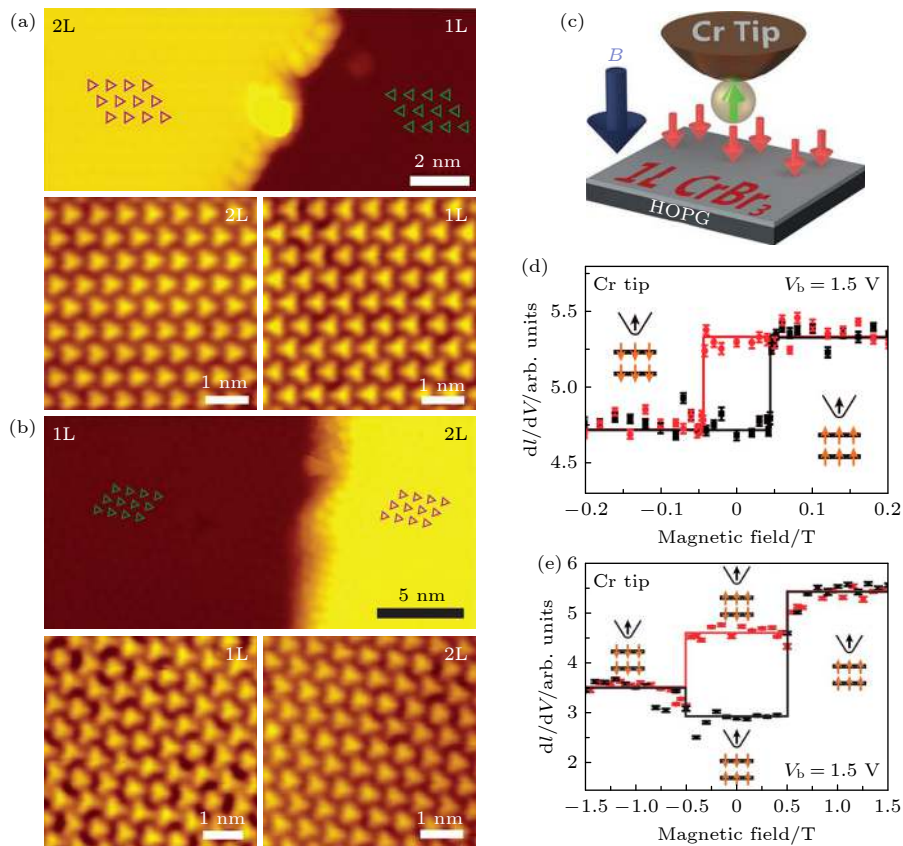 (a)
2L
1L
2 nm
2L
1L
1 nm
1 nm
(b)
1L
2L
5 nm
1L
2L
1 nm
1 nm
(c)
Cr Tip
B
1L CrBr₃
HOPG
(d)
Cr tip
V_b = 1.5 V
5.5
5.0
4.5
dI/dV/arb. units
−0.2
−0.1
0
0.1
0.2
Magnetic field/T
(e)
Cr tip
6
5
4
3
2
dI/dV/arb. units
V_b = 1.5 V
−1.5
−1.0
−0.5
0
0.5
1.0
1.5
Magnetic field/T